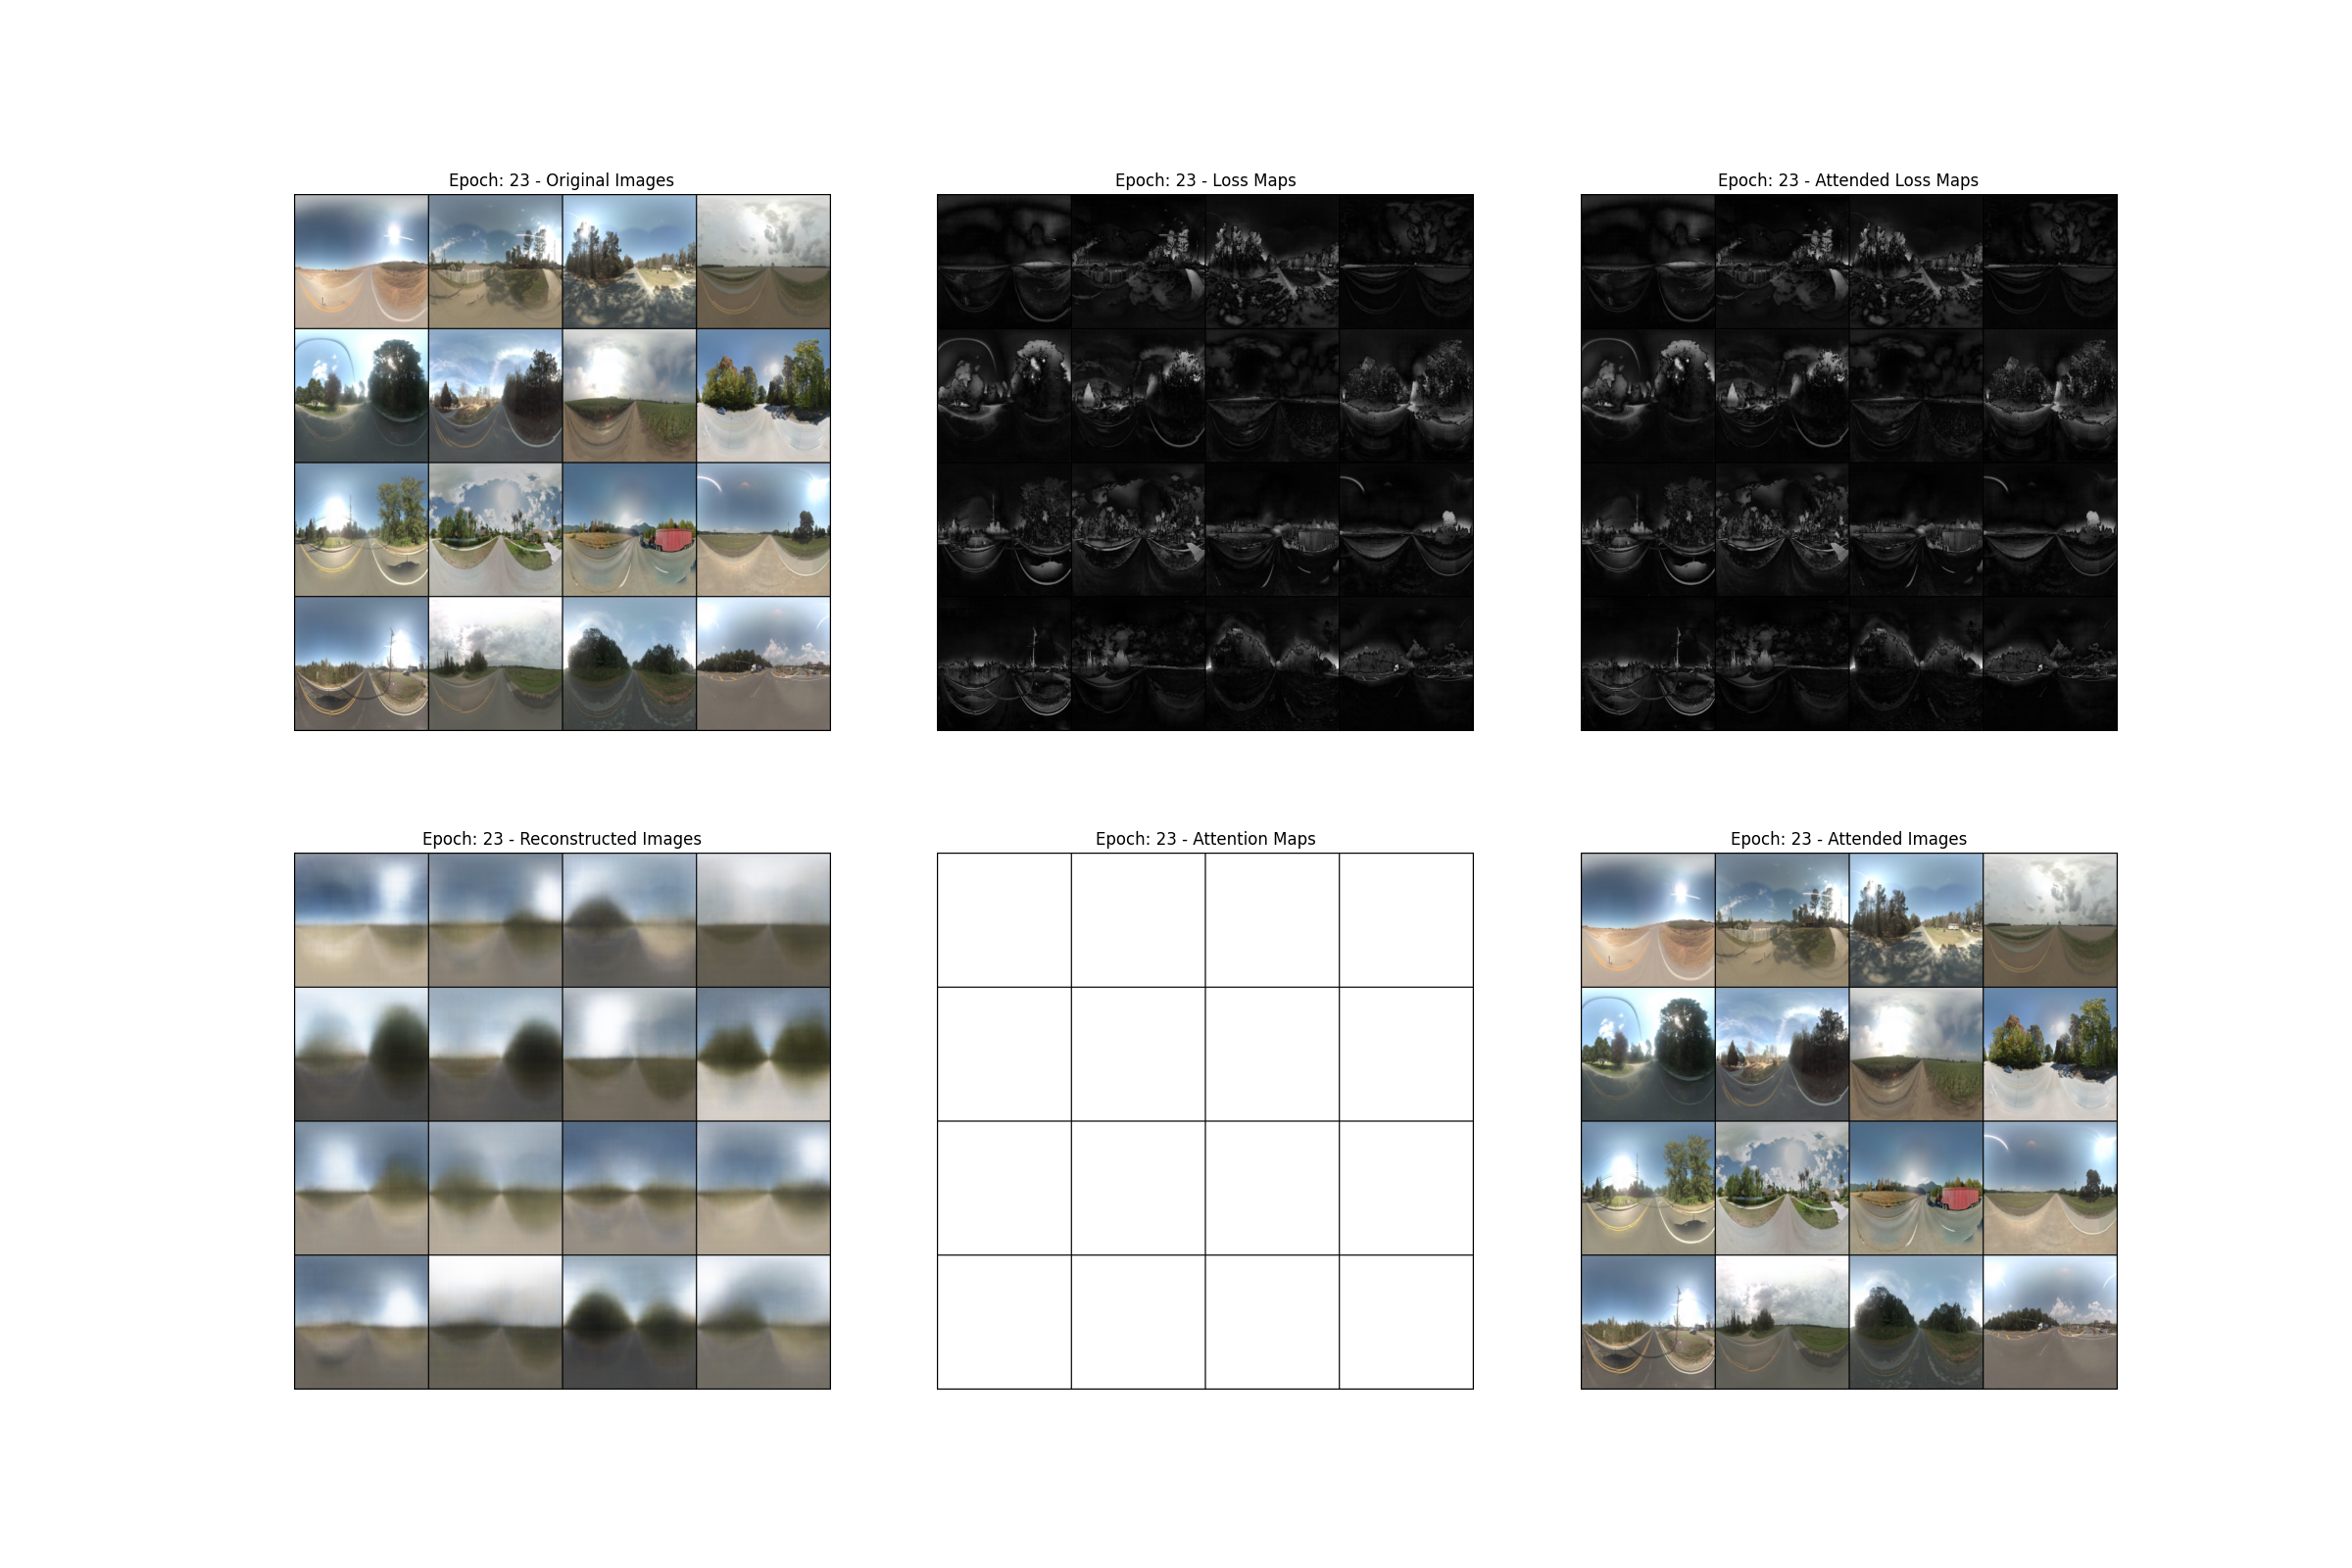 Epoch: 23 - Original Images
Epoch: 23 - Loss Maps
Epoch: 23 - Attended Loss Maps
Epoch: 23 - Reconstructed Images
Epoch: 23 - Attention Maps
Epoch: 23 - Attended Images